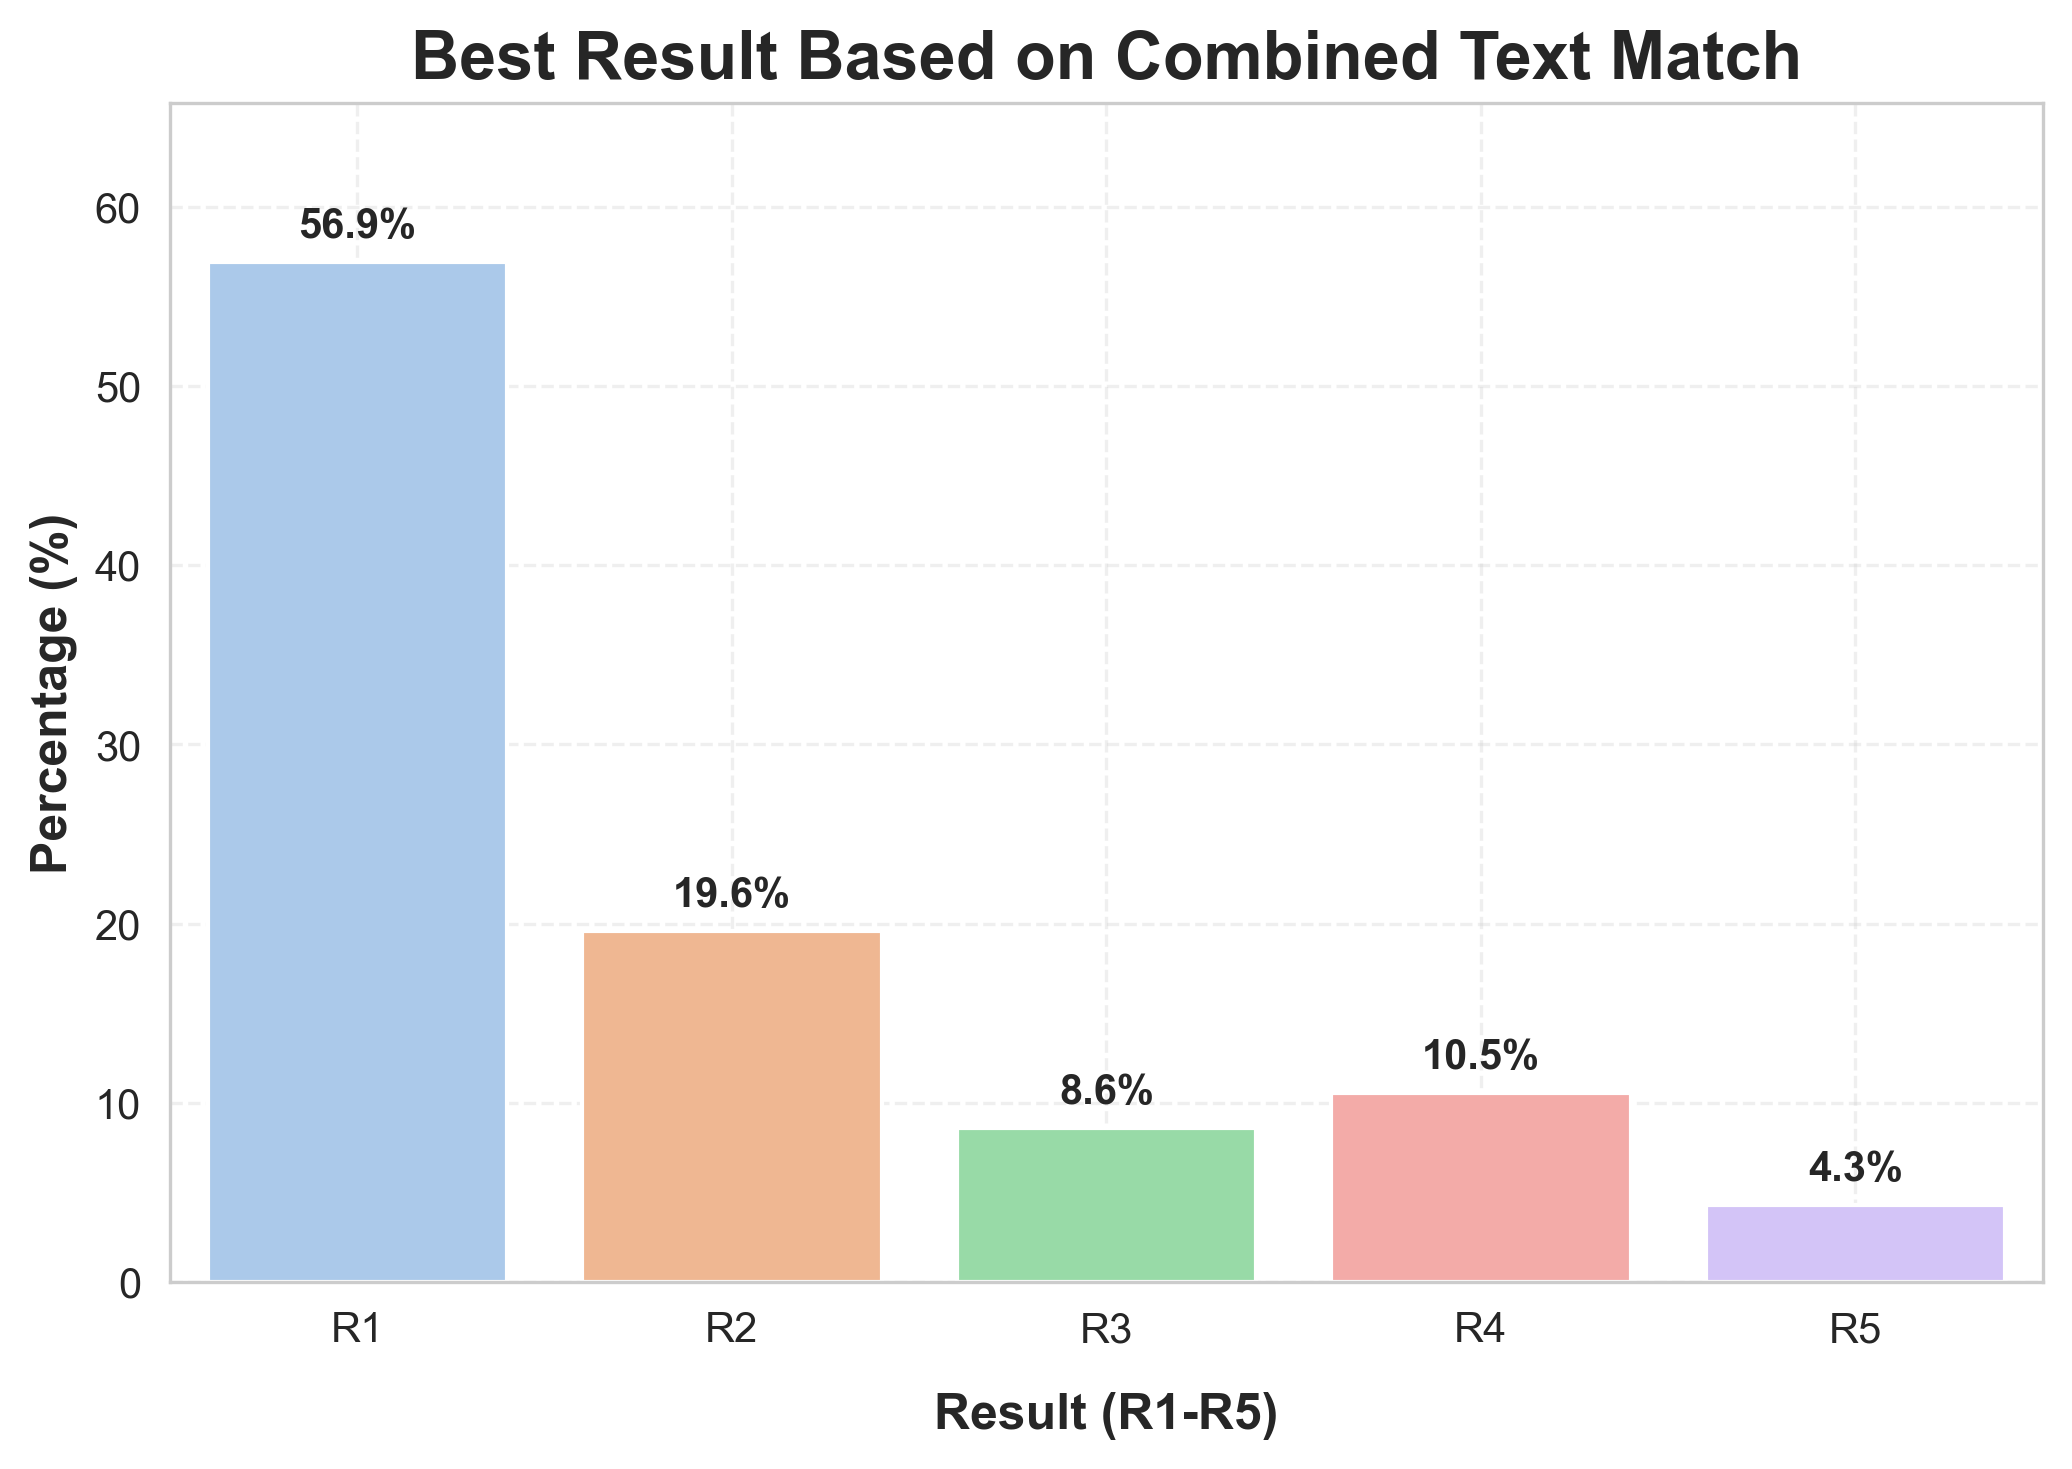 Best Result Based on Combined Text Match
Percentage (%)
60
50
40
30
20
10
0
56.9%
19.6%
8.6%
10.5%
4.3%
R1
R2
R3
R4
R5
Result (R1-R5)